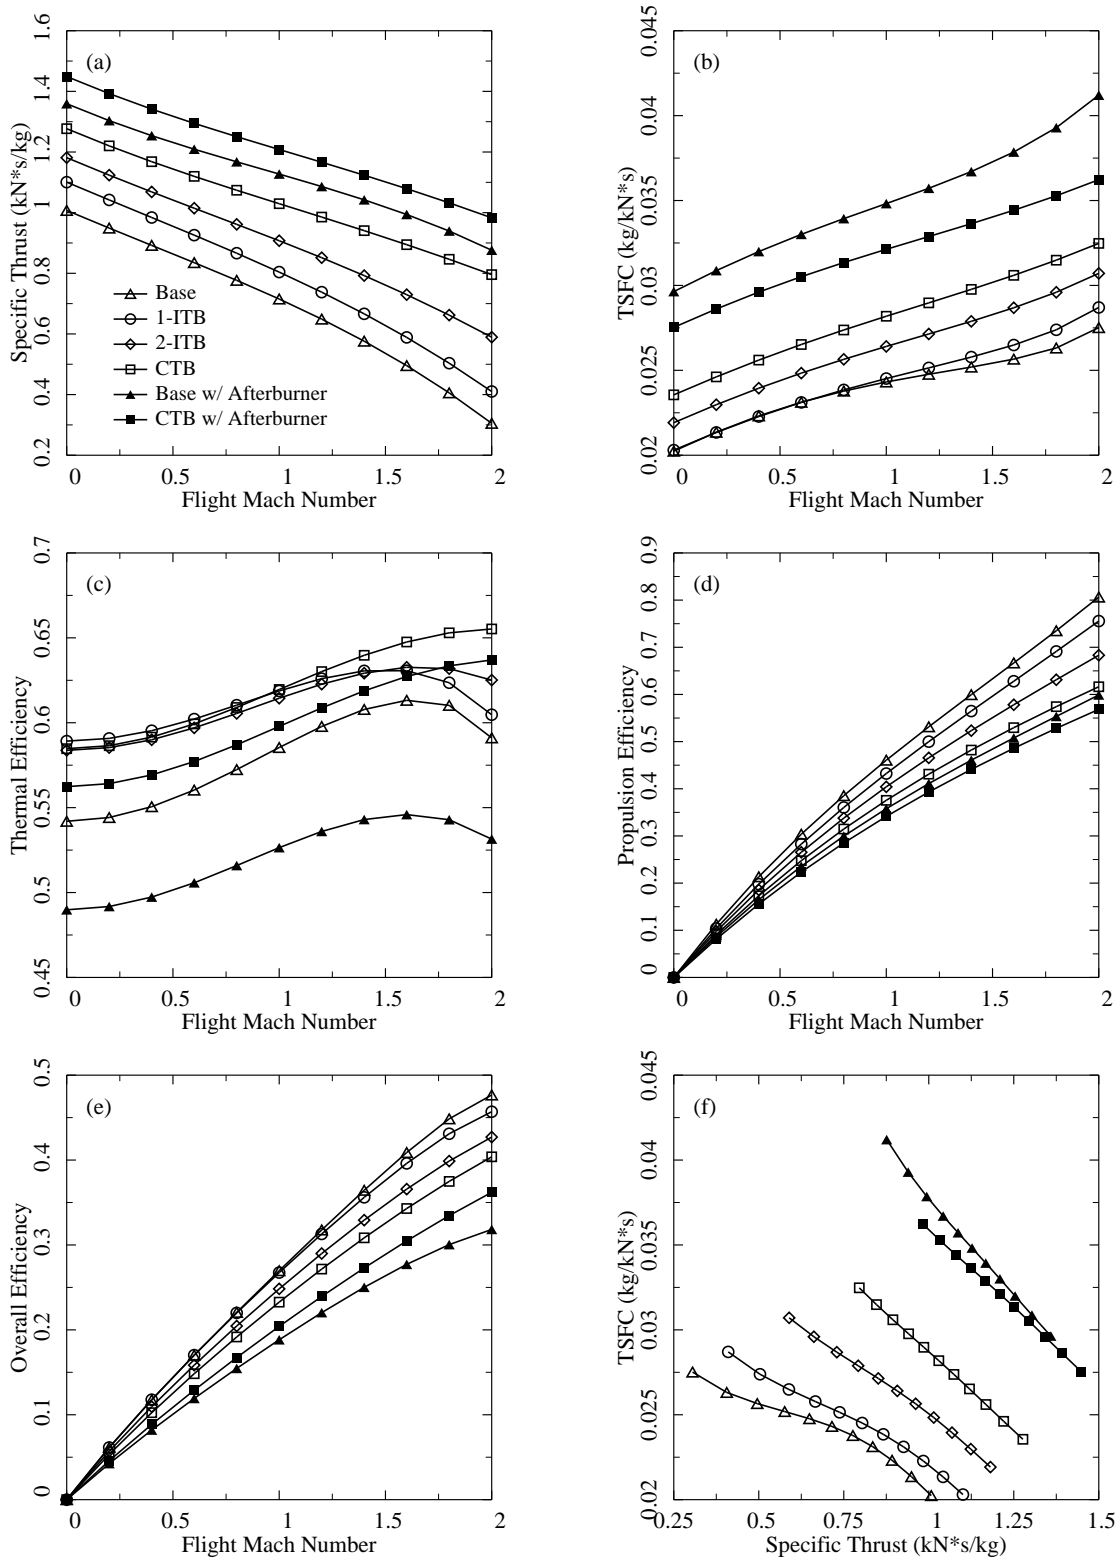 (a)
Specific Thrust (kN*s/kg)
1.6
1.4
1.2
1
0.8
0.6
0.4
0.2
Base
1-ITB
2-ITB
CTB
Base w/ Afterburner
CTB w/ Afterburner
0 0.5 1 1.5 2
Flight Mach Number
(b)
TSFC (kg/kN*s)
0.045
0.04
0.035
0.03
0.025
0.02
0 0.5 1 1.5 2
Flight Mach Number
(c)
Thermal Efficiency
0.7
0.65
0.6
0.55
0.5
0.45
0 0.5 1 1.5 2
Flight Mach Number
(d)
Propulsion Efficiency
0.9
0.8
0.7
0.6
0.5
0.4
0.3
0.2
0.1
0
0 0.5 1 1.5 2
Flight Mach Number
(e)
Overall Efficiency
0.5
0.4
0.3
0.2
0.1
0
0 0.5 1 1.5 2
Flight Mach Number
(f)
TSFC (kg/kN*s)
0.045
0.04
0.035
0.03
0.025
0.02
0.25 0.5 0.75 1 1.25 1.5
Specific Thrust (kN*s/kg)